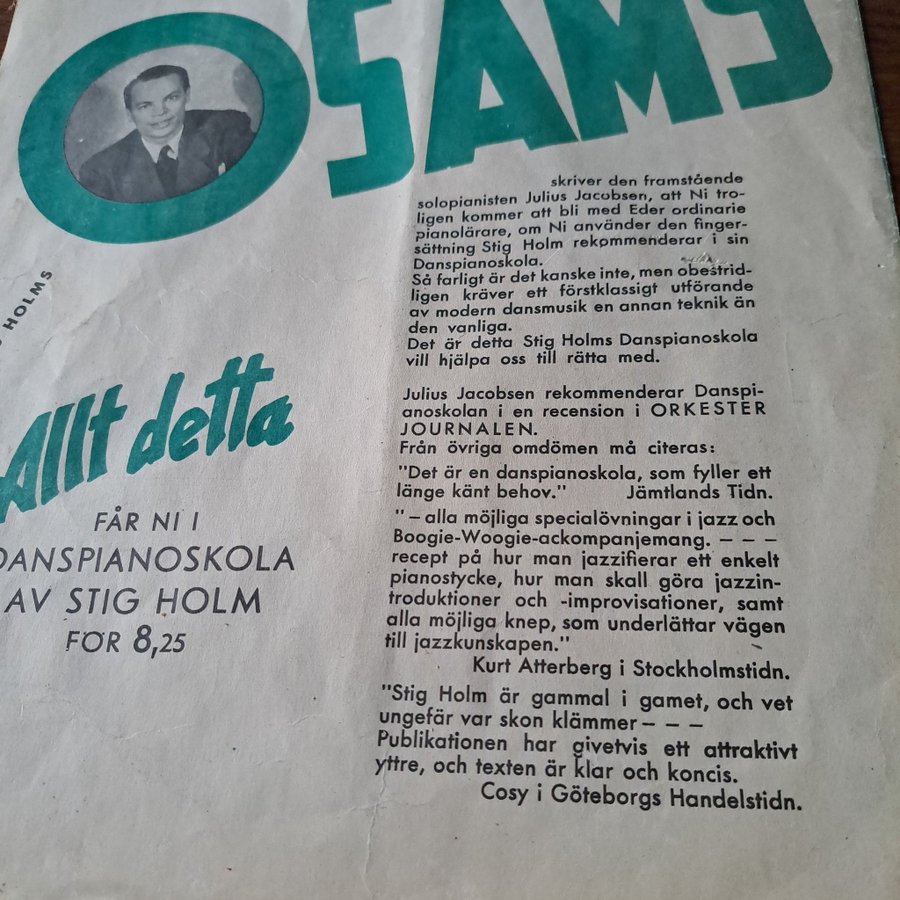 OSAMS
skriver den framstående
solopianisten Julius Jacobsen, att Ni tro-
ligen kommer att bli med Eder ordinarie
pianolärare, om Ni använder den finger-
sättning Stig Holm rekommenderar i sin
Danspianoskola.
Så farligt är det kanske inte, men obestrid-
ligen kräver ett förstklassigt utförande
av modern dansmusik en annan teknik än
den vanliga.
Det är detta Stig Holms Danspianoskola
vill hjälpa oss till rätta med.
HOLMS
Allt detta
FÅR NI I
DANSPIANOSKOLA
AV STIG HOLM
FÖR 8,25
Julius Jacobsen rekommenderar Danspi-
anoskolan i en recension i ORKESTER
JOURNALEN.
Från övriga omdömen må citeras:
"Det är en danspianoskola, som fyller ett
länge känt behov." Jämtlands Tidn.
"– alla möjliga specialövningar i jazz och
Boogie-Woogie-ackompanjemang. – – –
recept på hur man jazzifierar ett enkelt
pianostycke, hur man skall göra jazzin-
troduktioner och -improvisationer, samt
alla möjliga knep, som underlättar vägen
till jazzkunskapen."
Kurt Atterberg i Stockholmstidn.
"Stig Holm är gammal i gamet, och vet
ungefär var skon klämmer – – –
Publikationen har givetvis ett attraktivt
yttre, och texten är klar och koncis.
Cosy i Göteborgs Handelstidn.